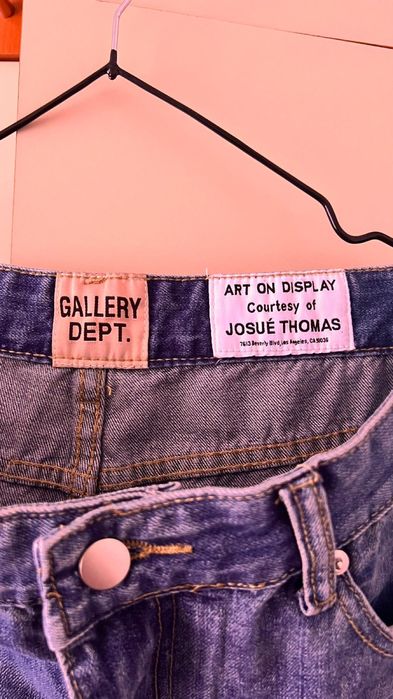 GALLERY
DEPT.
ART ON DISPLAY
Courtesy of
JOSUÉ THOMAS
7613 Beverly Blvd, Los Angeles, CA 90036